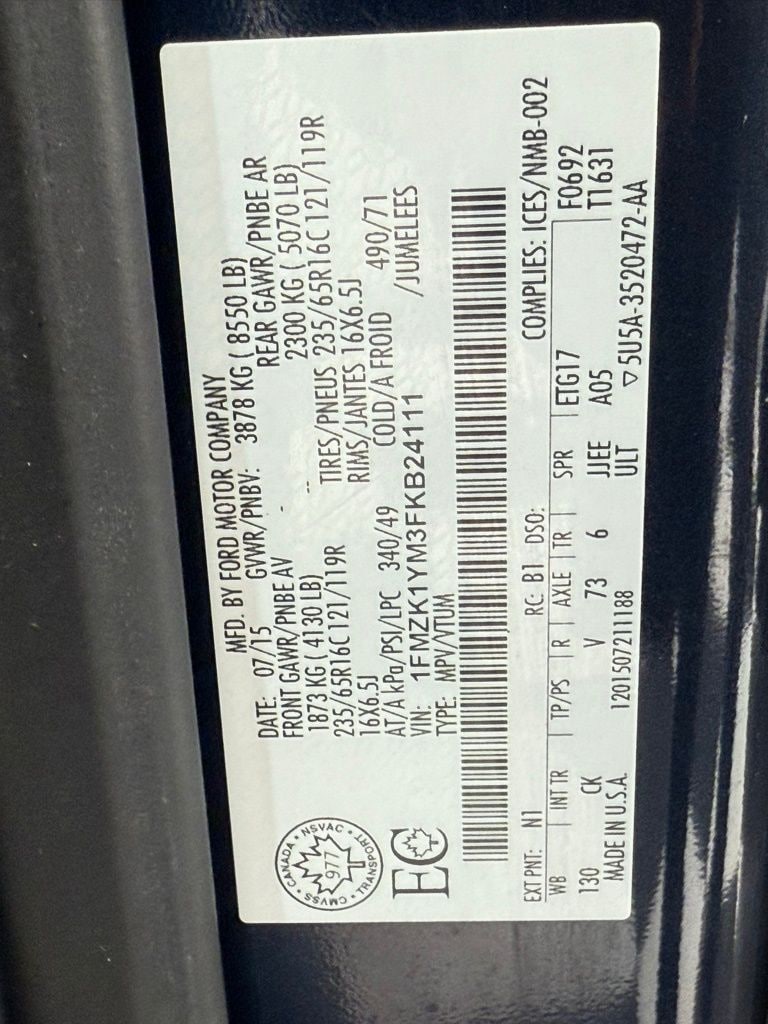 MFD. BY FORD MOTOR COMPANY
DATE: 07/15 GVWR/PNBV: 3878 KG ( 8550 LB)
FRONT GAWR/PNBE AV - REAR GAWR/PNBE AR
1873 KG ( 4130 LB) -- 2300 KG ( 5070 LB)
235/65R16C121/119R TIRES/PNEUS 235/65R16C121/119R
16X6.5J RIMS/JANTES 16X6.5J
AT/A kPa/PSI/LPC 340/49 COLD/A FROID 490/71
VIN: 1FMZK1YM3FKB24111 /JUMELEES
TYPE: MPV/VTUM
CANADA • NSVAC • TRANSPORT • CMVSS •
977
EC
COMPLIES: ICES/NMB-002
EXT PNT: N1 RC: B1 DSO: F0692
WB | INT TR | TP/PS | R | AXLE | TR | SPR ETG17 T1631
130 CK V 73 6 JJEE A05
MADE IN U.S.A. 1201507211188 ULT ▽5U5A-3520472-AA